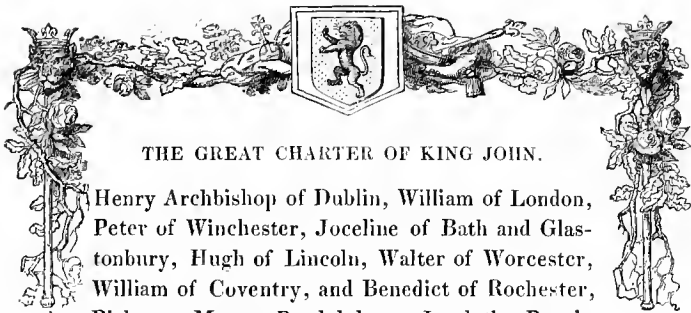 THE GREAT CHARTER OF KING JOHN.
Henry Archbishop of Dublin, William of London,
Peter of Winchester, Joceline of Bath and Glas-
tonbury, Hugh of Lincoln, Walter of Worcester,
William of Coventry, and Benedict of Rochester,